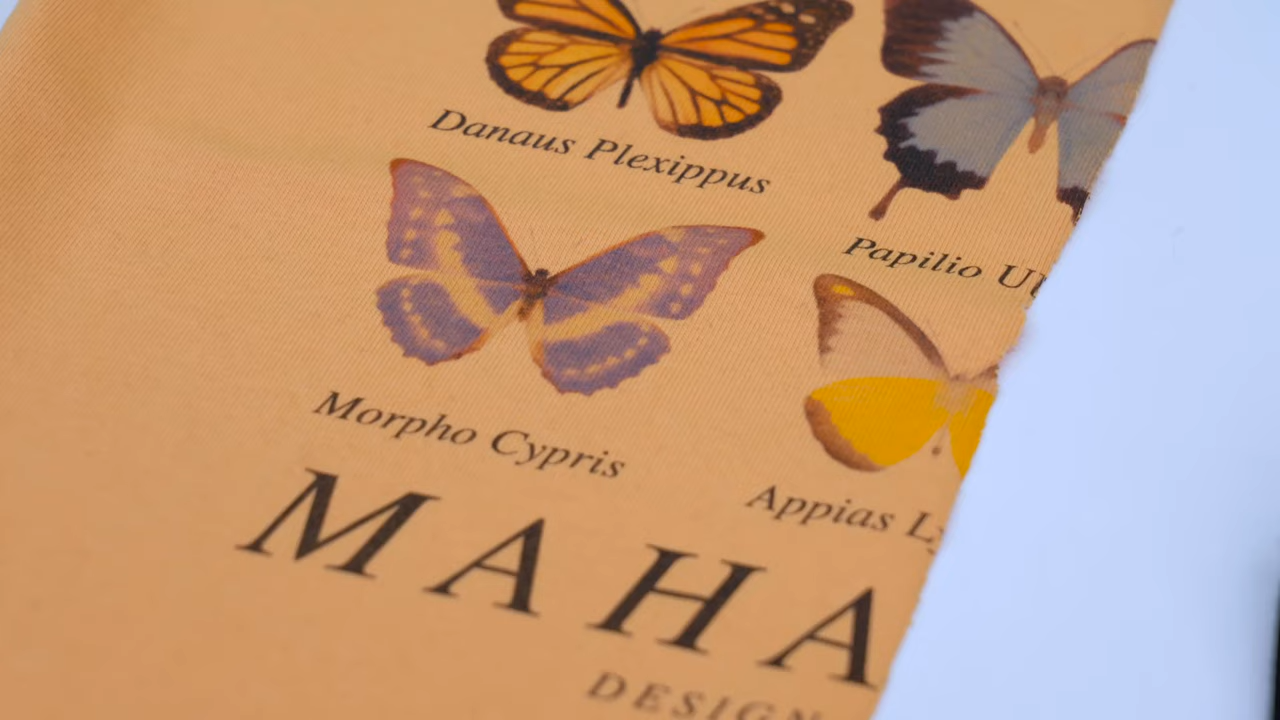 Danaus Plexippus
Papilio
Morpho Cypris
Appias
MAHA
DESIGN